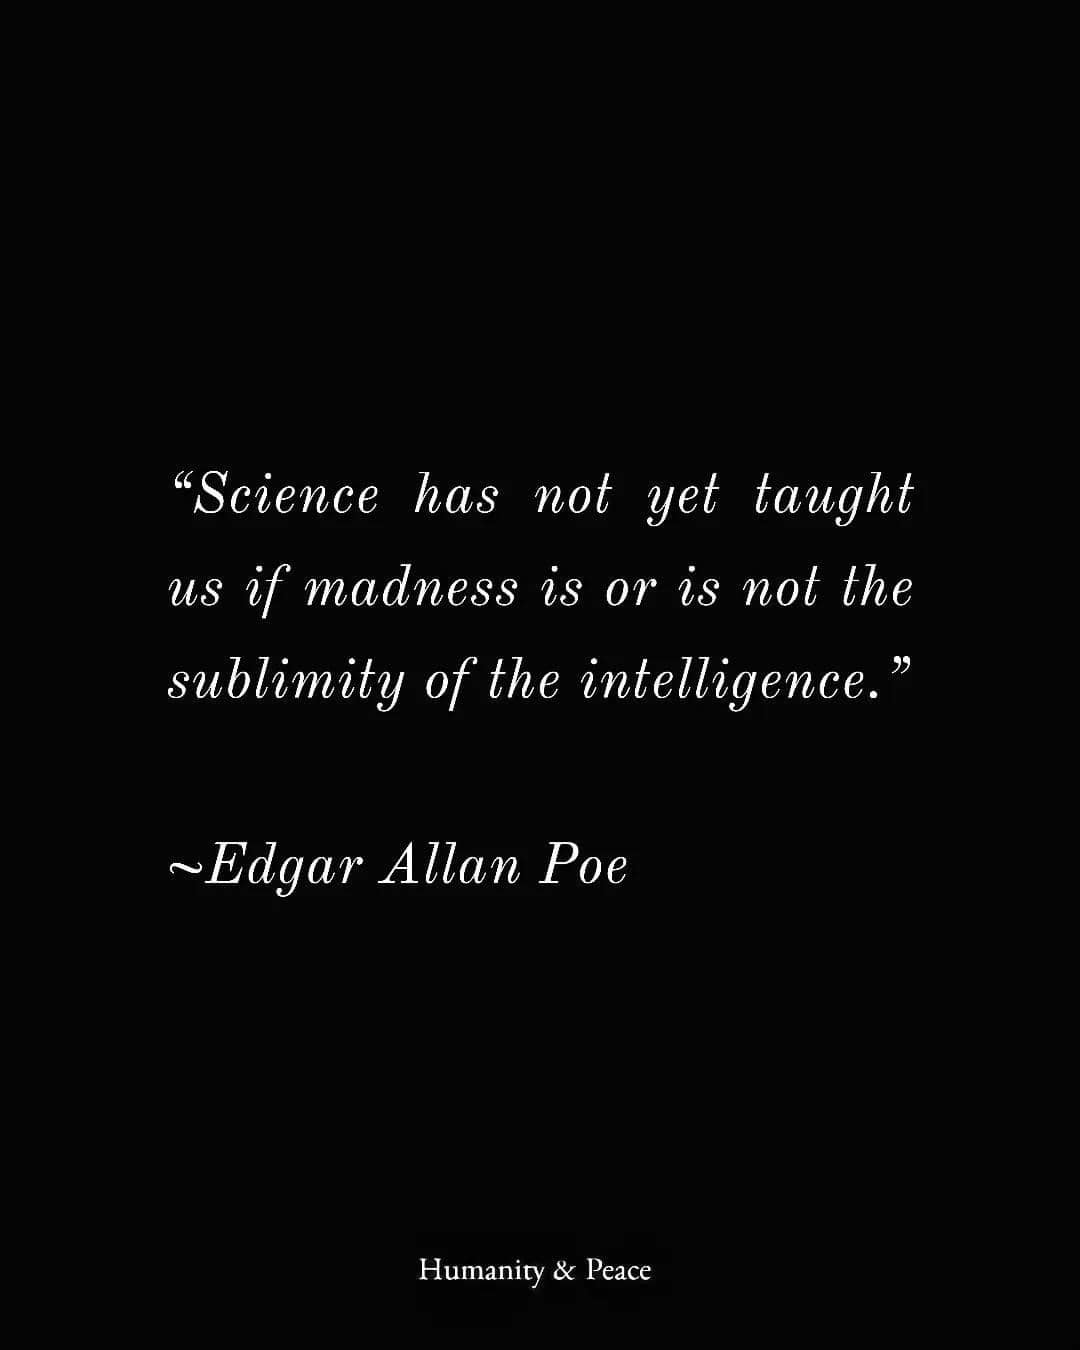 “Science has not yet taught
us if madness is or is not the
sublimity of the intelligence.”
~Edgar Allan Poe
Humanity & Peace